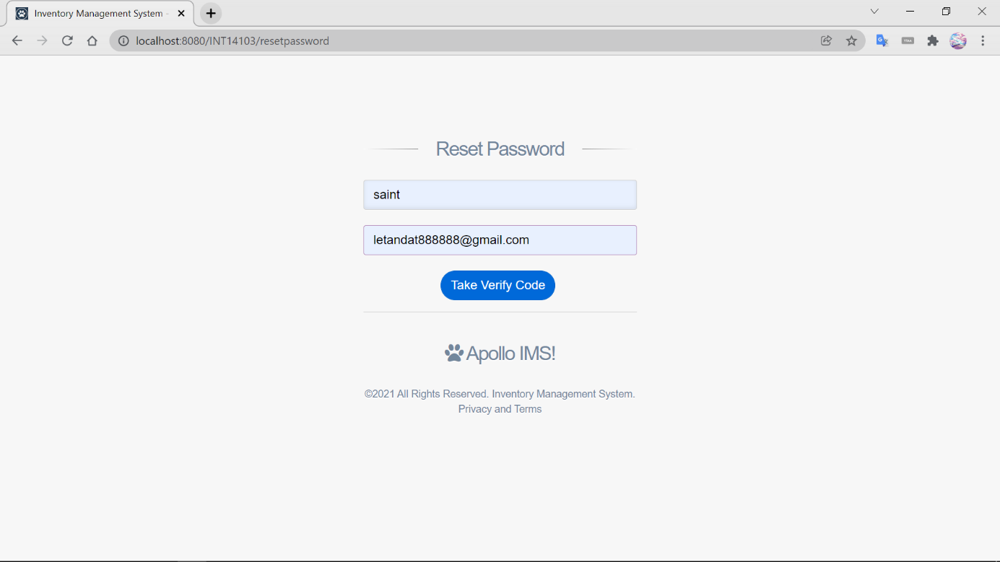 Inventory Management System -
localhost:8080/INT14103/resetpassword
Reset Password
saint
letandat888888@gmail.com
Take Verify Code
Apollo IMS!
©2021 All Rights Reserved. Inventory Management System.
Privacy and Terms